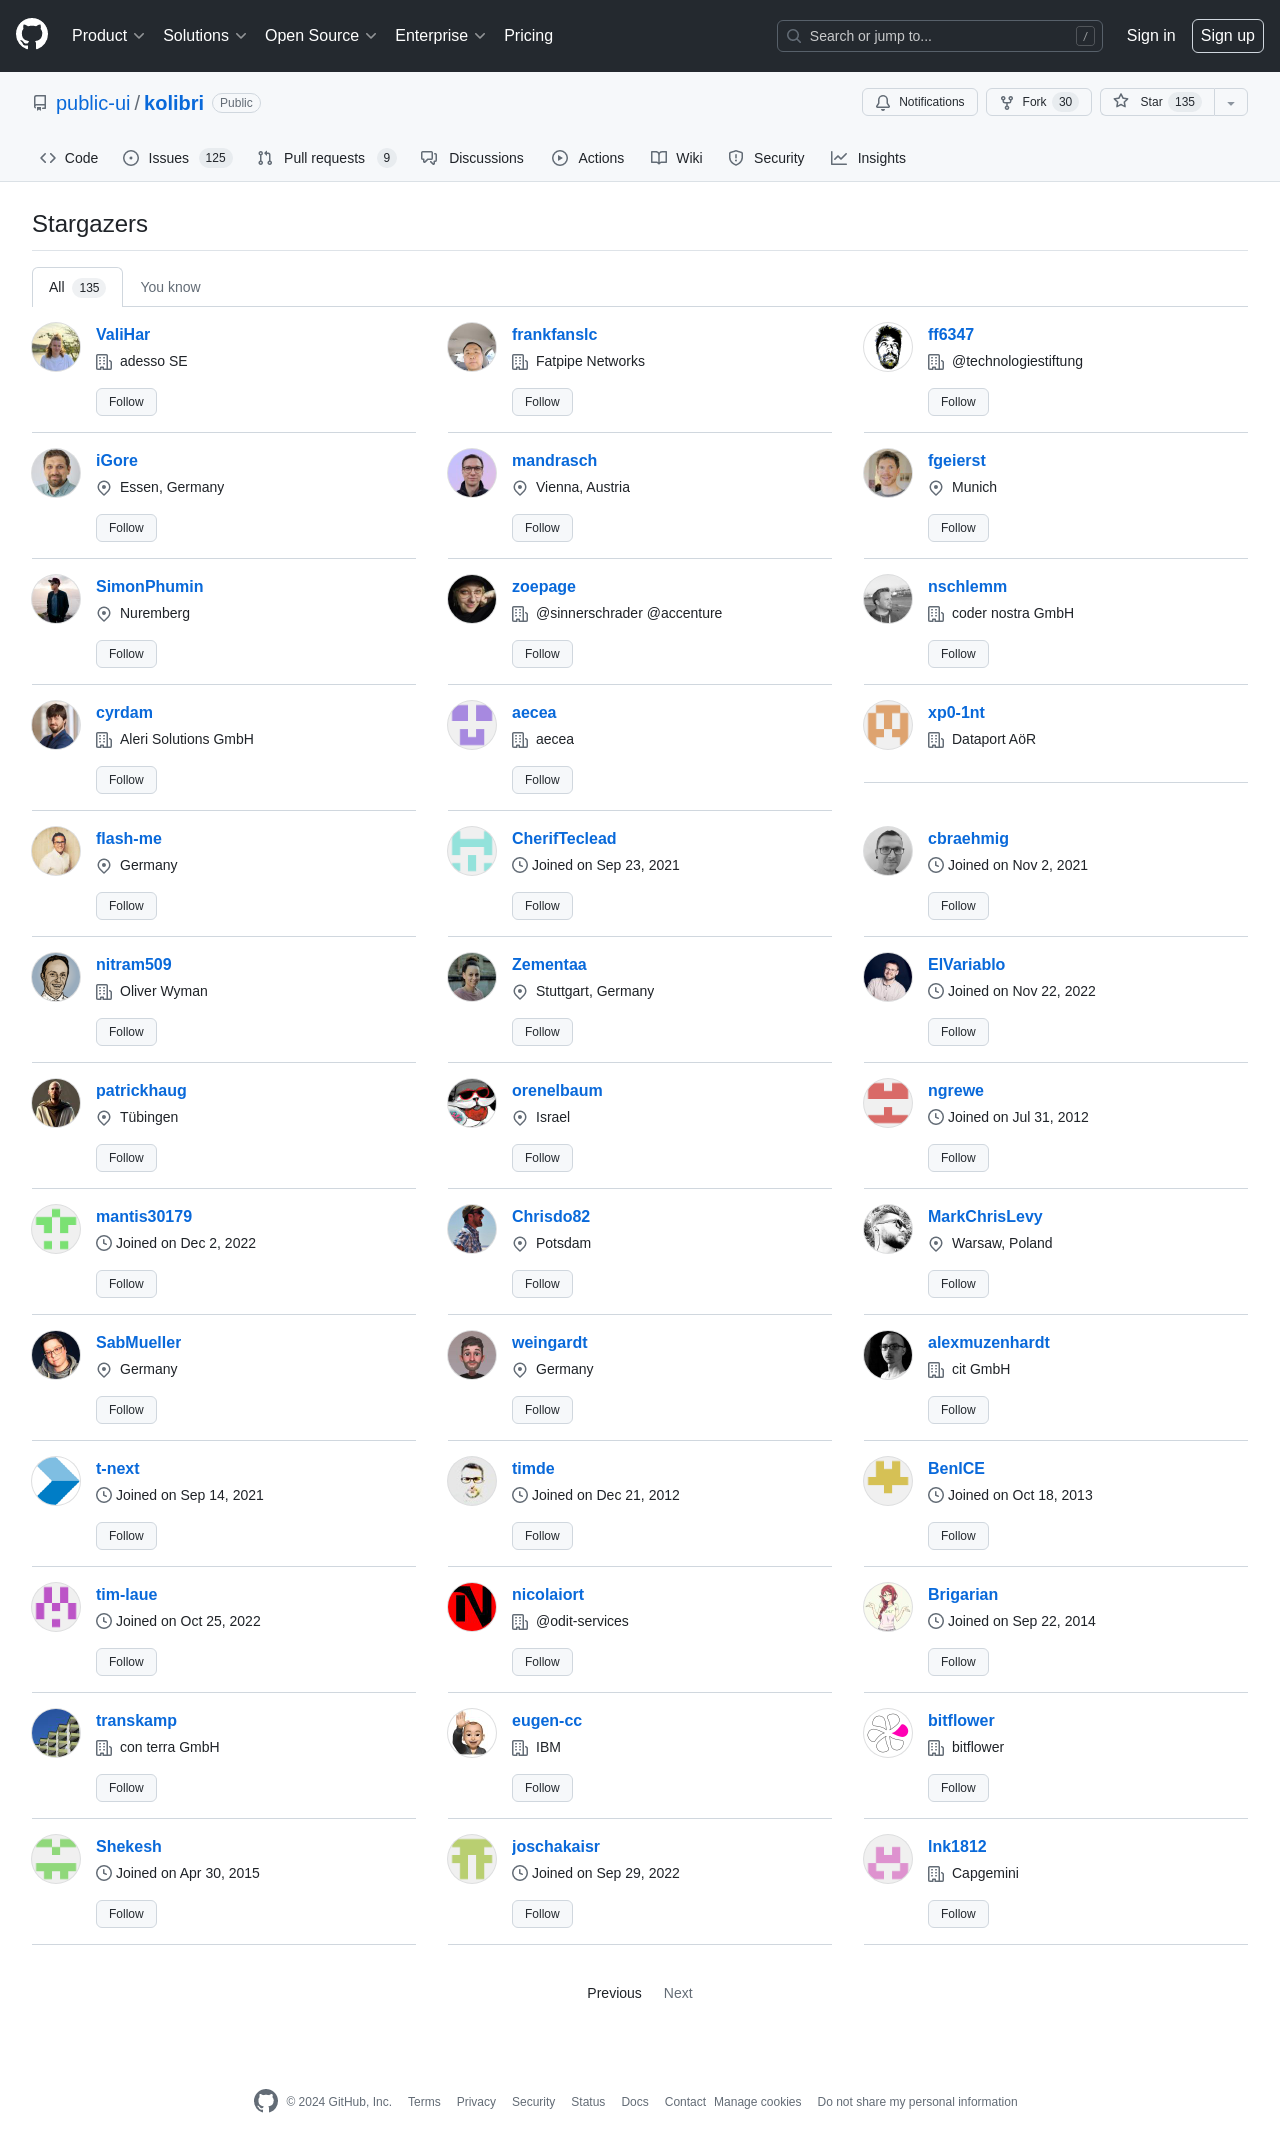 Product Solutions Open Source Enterprise Pricing Search or jump to... / Sign in Sign up
public-ui / kolibri Public Notifications Fork 30 Star 135
Code Issues 125 Pull requests 9 Discussions Actions Wiki Security Insights
Stargazers
All 135 You know
ValiHar frankfanslc ff6347
adesso SE Fatpipe Networks @technologiestiftung
Follow Follow Follow
iGore mandrasch fgeierst
Essen, Germany Vienna, Austria Munich
Follow Follow Follow
SimonPhumin zoepage nschlemm
Nuremberg @sinnerschrader @accenture coder nostra GmbH
Follow Follow Follow
cyrdam aecea xp0-1nt
Aleri Solutions GmbH aecea Dataport AöR
Follow Follow
flash-me CherifTeclead cbraehmig
Germany Joined on Sep 23, 2021 Joined on Nov 2, 2021
Follow Follow Follow
nitram509 Zementaa ElVariablo
Oliver Wyman Stuttgart, Germany Joined on Nov 22, 2022
Follow Follow Follow
patrickhaug orenelbaum ngrewe
Tübingen Israel Joined on Jul 31, 2012
Follow Follow Follow
mantis30179 Chrisdo82 MarkChrisLevy
Joined on Dec 2, 2022 Potsdam Warsaw, Poland
Follow Follow Follow
SabMueller weingardt alexmuzenhardt
Germany Germany cit GmbH
Follow Follow Follow
t-next timde BenICE
Joined on Sep 14, 2021 Joined on Dec 21, 2012 Joined on Oct 18, 2013
Follow Follow Follow
tim-laue nicolaiort Brigarian
Joined on Oct 25, 2022 @odit-services Joined on Sep 22, 2014
Follow Follow Follow
transkamp eugen-cc bitflower
con terra GmbH IBM bitflower
Follow Follow Follow
Shekesh joschakaisr lnk1812
Joined on Apr 30, 2015 Joined on Sep 29, 2022 Capgemini
Follow Follow Follow
Previous Next
© 2024 GitHub, Inc. Terms Privacy Security Status Docs Contact Manage cookies Do not share my personal information